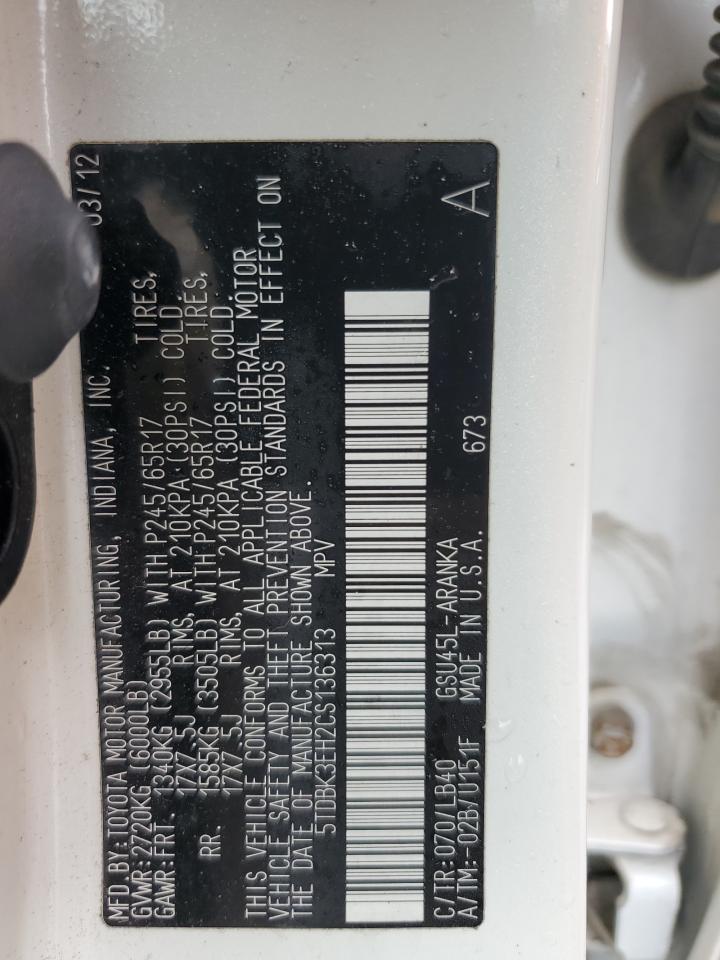 MFD BY:TOYOTA MOTOR MANUFACTURING, INDIANA, INC. 03/12
GVWR:2720KG (6000LB)
GAWR:FRT. 1340KG (2955LB) WITH P245/65R17 TIRES,
17X7.5J RIMS, AT 210KPA (30PSI) COLD.
RR. 1585KG (3505LB) WITH P245/65R17 TIRES,
17X7.5J RIMS, AT 210KPA (30PSI) COLD.
THIS VEHICLE CONFORMS TO ALL APPLICABLE FEDERAL MOTOR
VEHICLE SAFETY AND THEFT PREVENTION STANDARDS IN EFFECT ON
THE DATE OF MANUFACTURE SHOWN ABOVE.
5TDBK3EH2CS136313 MPV
C/TR:070/LB40 GSU45L-ARANKA A
A/TM:-02B/U151F MADE IN U.S.A. 673